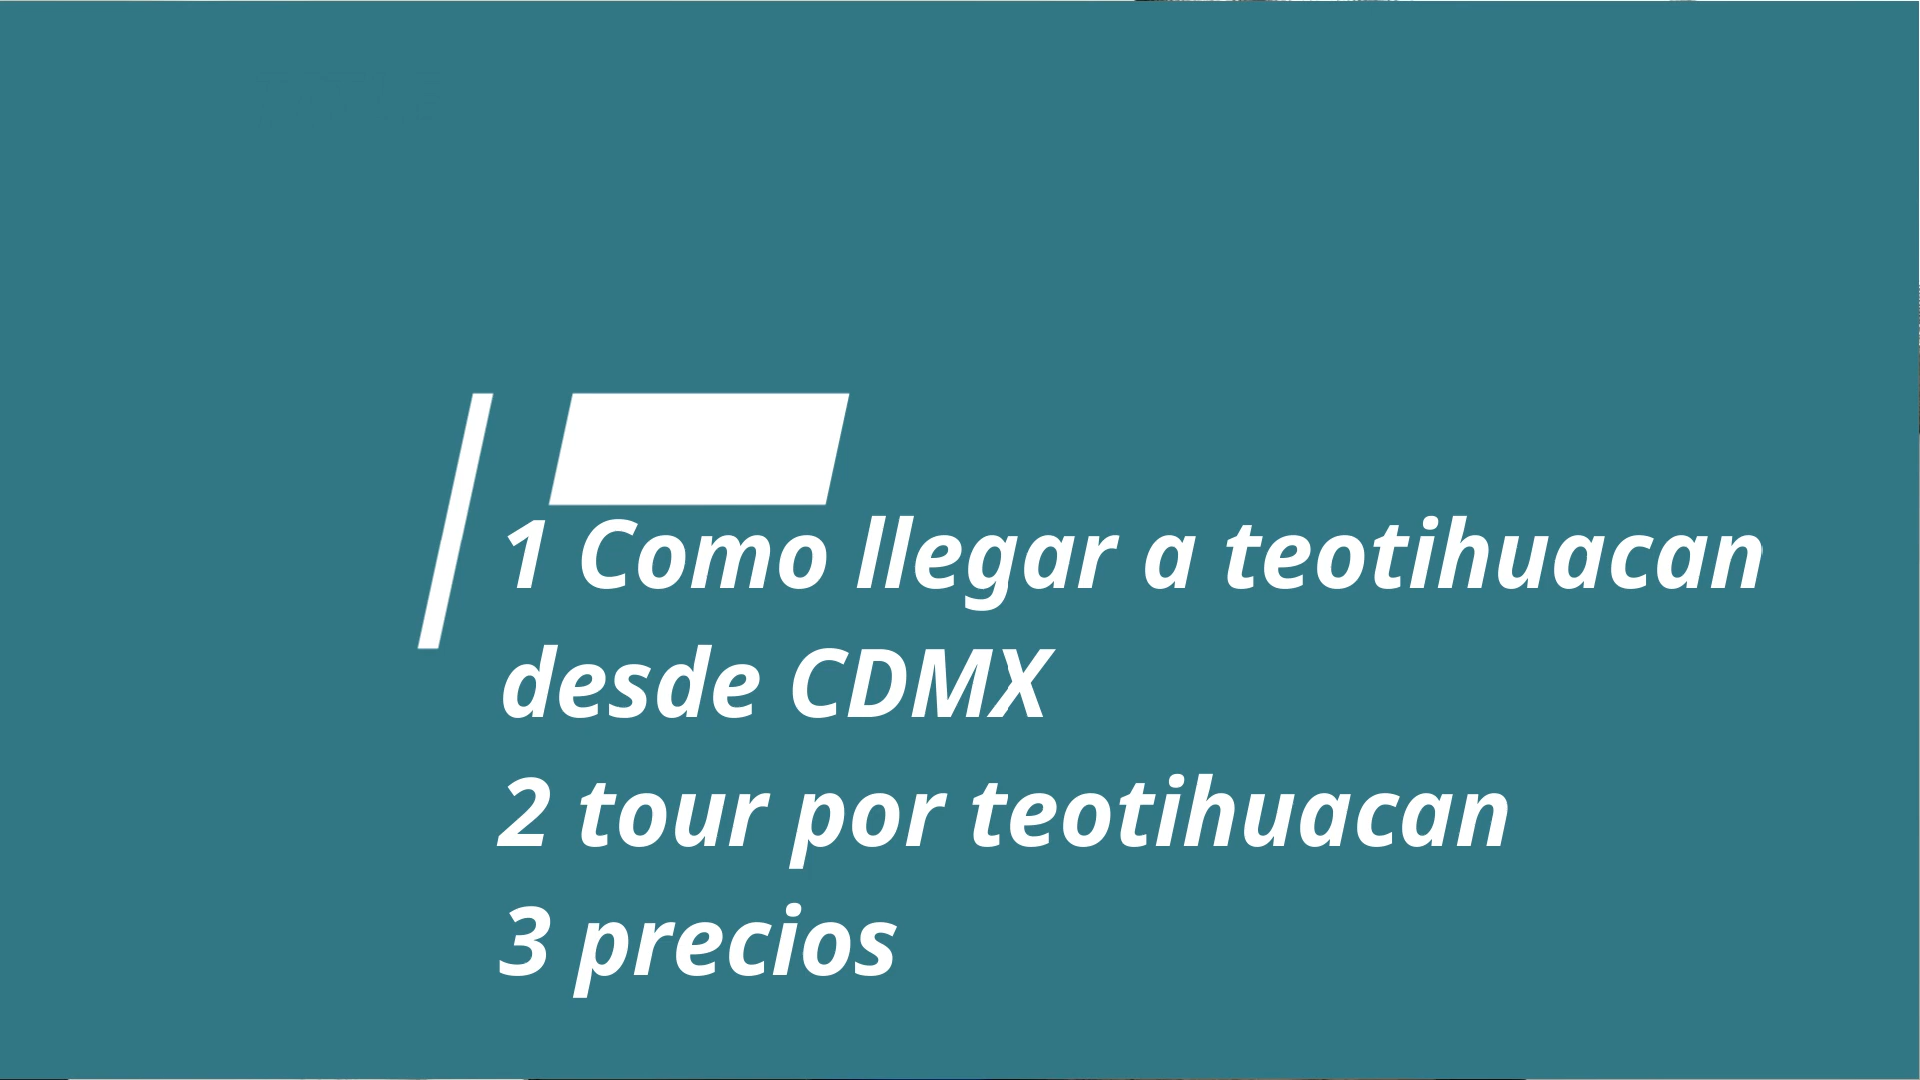 1 Como llegar a teotihuacan
desde CDMX
2 tour por teotihuacan
3 precios